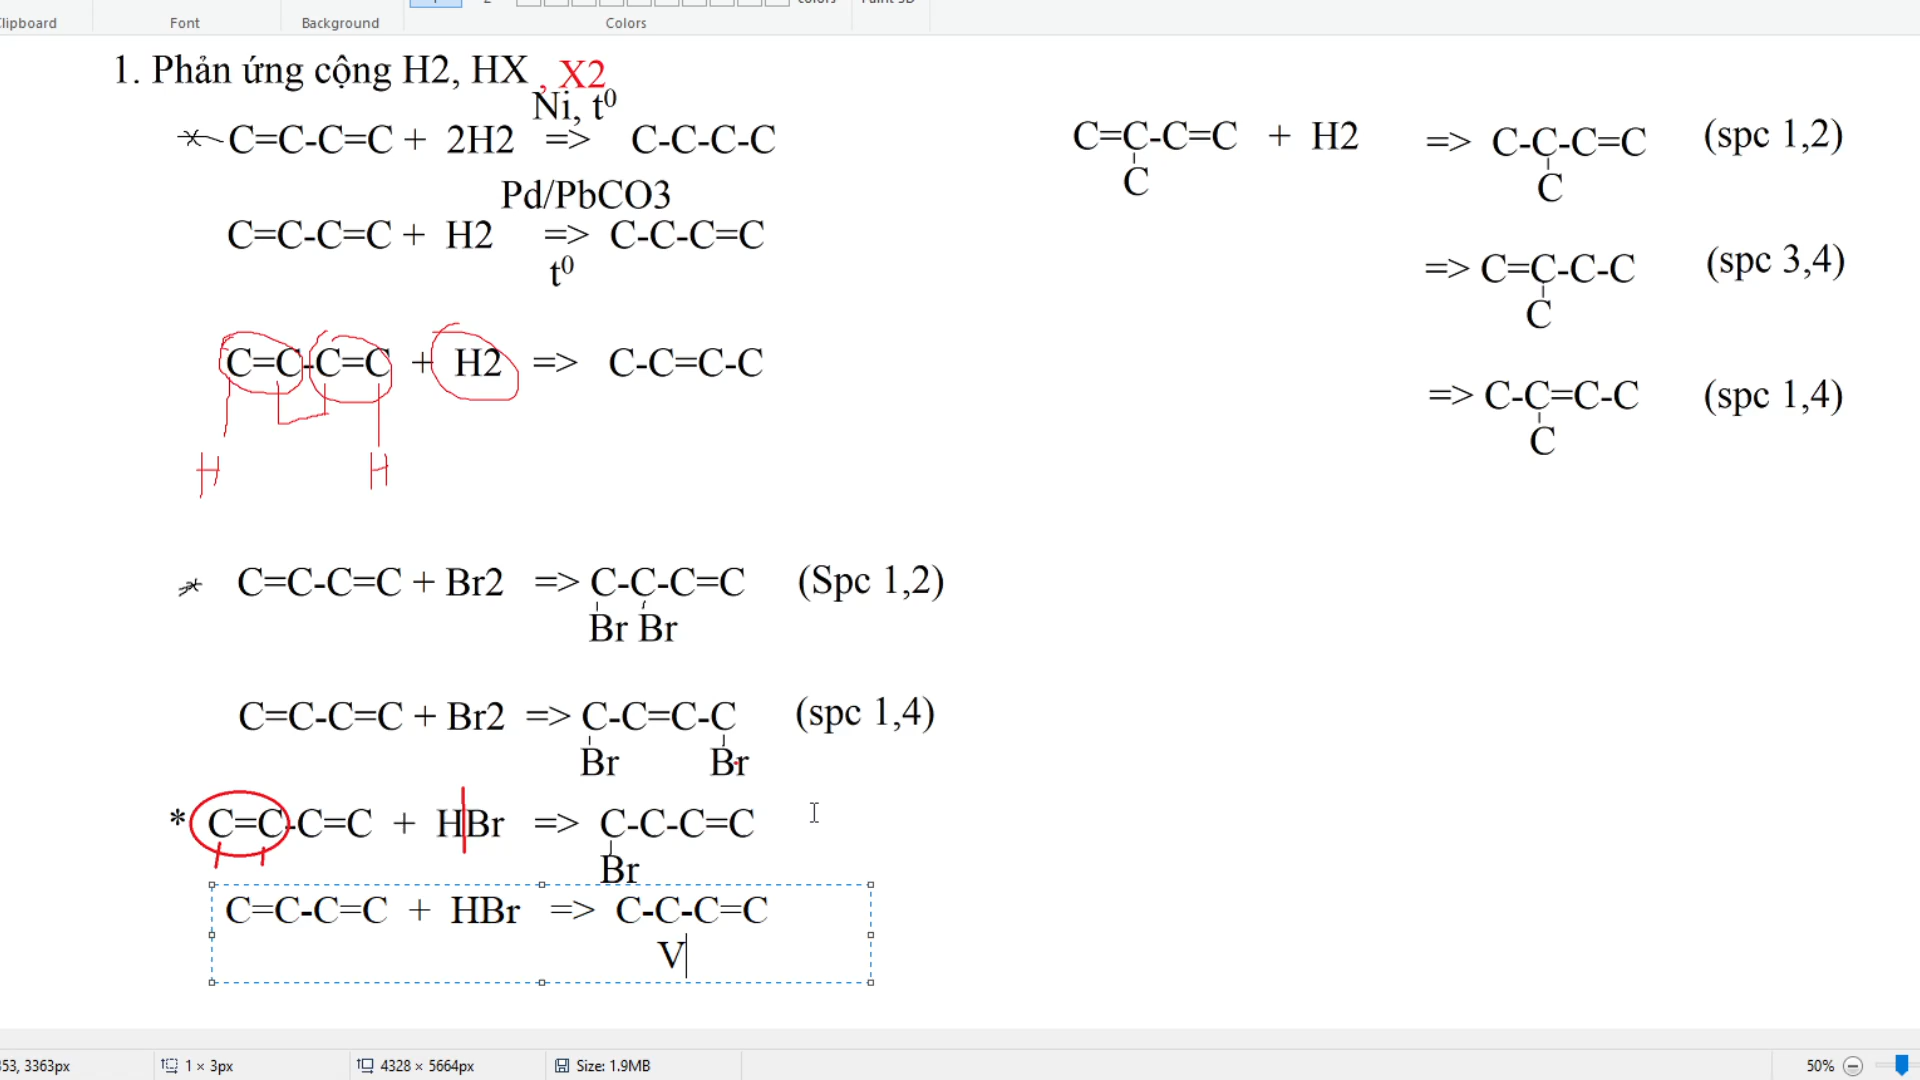 Font
Background
Colors
1. Phản ứng cộng H2, HX , X2
Ni, t⁰
C=C-C=C + 2H2 => C-C-C-C
Pd/PbCO3
C=C-C=C + H2 => C-C-C=C
t⁰
C=C-C=C + H2 => C-C=C-C
H H
* C=C-C=C + Br2 => C-C-C=C (Spc 1,2)
Br Br
C=C-C=C + Br2 => C-C=C-C (spc 1,4)
Br Br
* C=C-C=C + HBr => C-C-C=C
Br
C=C-C=C + HBr => C-C-C=C
V
C=C-C=C + H2 => C-C-C=C (spc 1,2)
C C
=> C=C-C-C (spc 3,4)
C
=> C-C=C-C (spc 1,4)
C
53, 3363px
1 × 3px
4328 × 5664px
Size: 1.9MB
50%